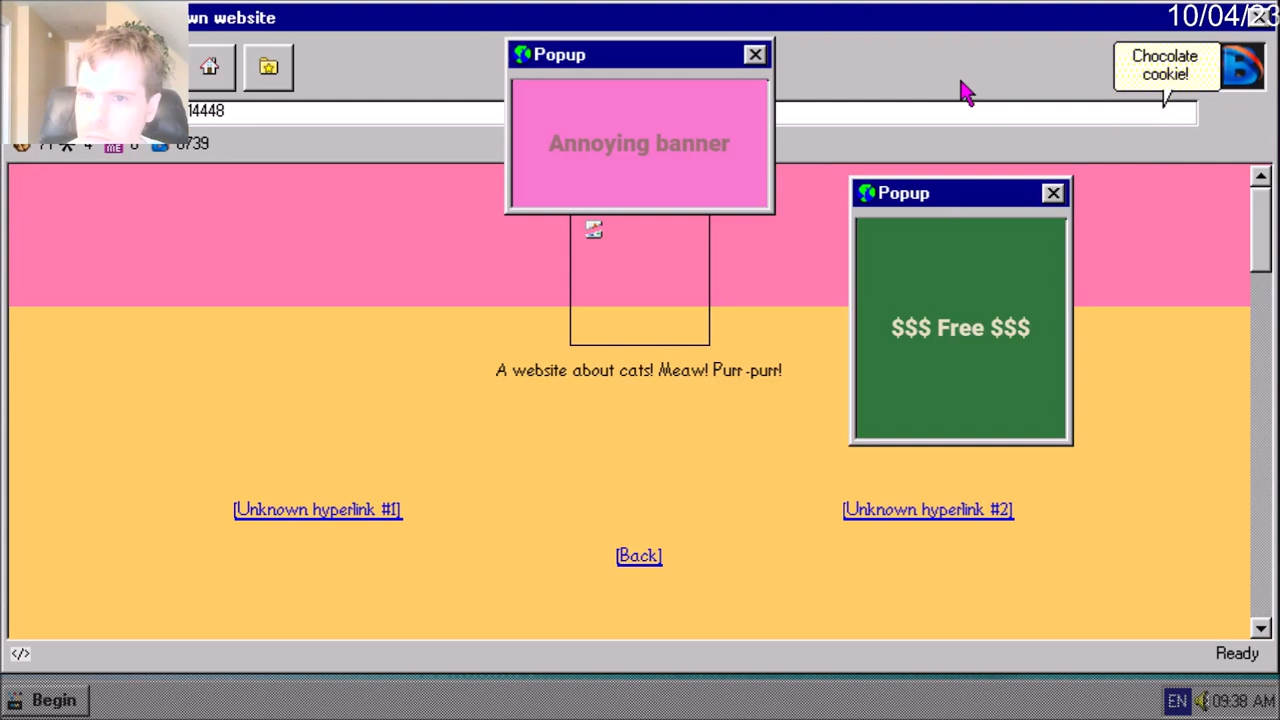 wn website
10/04/23
Popup
Chocolate
cookie!
14448
Annoying banner
Popup
$$$ Free $$$
A website about cats! Meaw! Purr-purr!
[Unknown hyperlink #1]
[Unknown hyperlink #2]
[Back]
</>
Ready
Begin
EN
09:38 AM